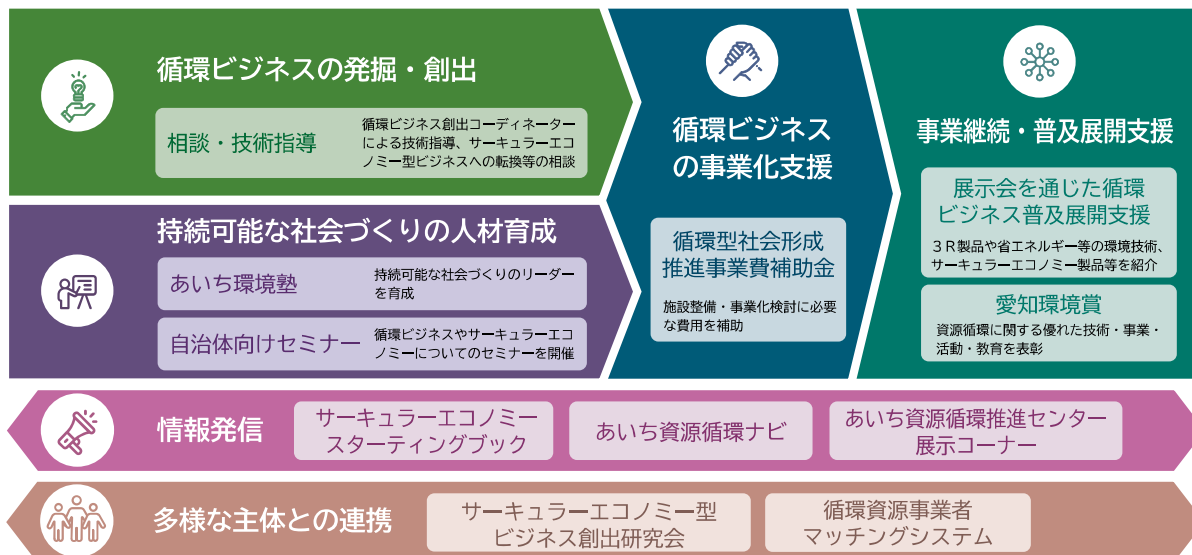 循環ビジネスの発掘・創出
相談・技術指導
循環ビジネス創出コーディネーター
による技術指導、サーキュラーエコ
ノミー型ビジネスへの転換等の相談
持続可能な社会づくりの人材育成
あいち環境塾
持続可能な社会づくりのリーダー
を育成
自治体向けセミナー
循環ビジネスやサーキュラーエコ
ノミーについてのセミナーを開催
循環ビジネス
の事業化支援
循環型社会形成
推進事業費補助金
施設整備・事業化検討に必要
な費用を補助
事業継続・普及展開支援
展示会を通じた循環
ビジネス普及展開支援
３Ｒ製品や省エネルギー等の環境技術、
サーキュラーエコノミー製品等を紹介
愛知環境賞
資源循環に関する優れた技術・事業・
活動・教育を表彰
情報発信
サーキュラーエコノミー
スターティングブック
あいち資源循環ナビ
あいち資源循環推進センター
展示コーナー
多様な主体との連携
サーキュラーエコノミー型
ビジネス創出研究会
循環資源事業者
マッチングシステム